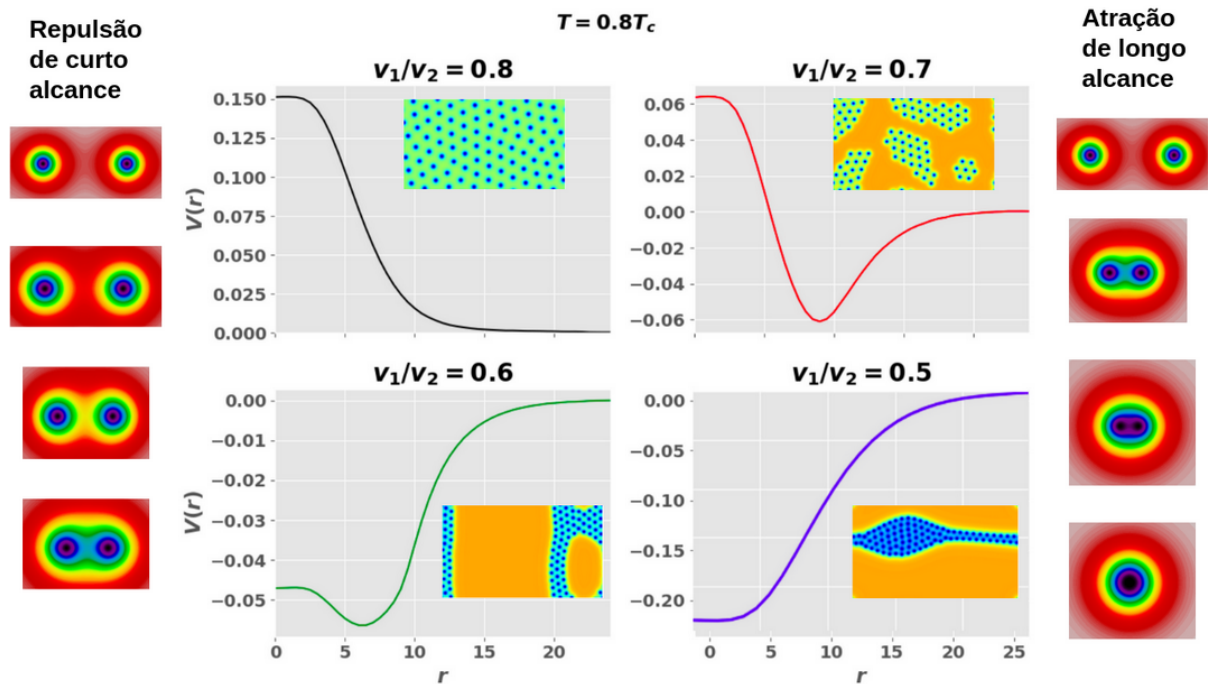 Repulsão
de curto
alcance
T = 0.8T_c
Atração
de longo
alcance
v_1/v_2 = 0.8
0.150
0.125
0.100
0.075
0.050
0.025
0.000
V(r)
v_1/v_2 = 0.7
0.06
0.04
0.02
0.00
−0.02
−0.04
−0.06
v_1/v_2 = 0.6
0.00
−0.01
−0.02
−0.03
−0.04
−0.05
V(r)
0 5 10 15 20
r
v_1/v_2 = 0.5
0.00
−0.05
−0.10
−0.15
−0.20
0 5 10 15 20 25
r